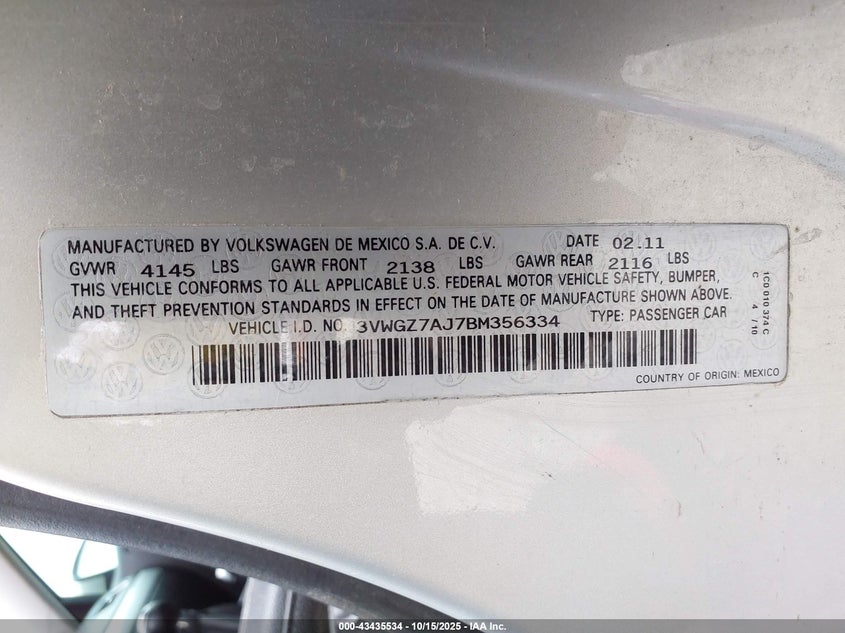 MANUFACTURED BY VOLKSWAGEN DE MEXICO S.A. DE C.V. DATE 02.11
GVWR 4145 LBS GAWR FRONT 2138 LBS GAWR REAR 2116 LBS
THIS VEHICLE CONFORMS TO ALL APPLICABLE U.S. FEDERAL MOTOR VEHICLE SAFETY, BUMPER,
AND THEFT PREVENTION STANDARDS IN EFFECT ON THE DATE OF MANUFACTURE SHOWN ABOVE.
VEHICLE I.D. NO. 3VWGZ7AJ7BM356334 TYPE: PASSENGER CAR
COUNTRY OF ORIGIN: MEXICO
1C0 010 374 C
C 4 / 10
000-43435534 - 10/15/2025 - IAA Inc.